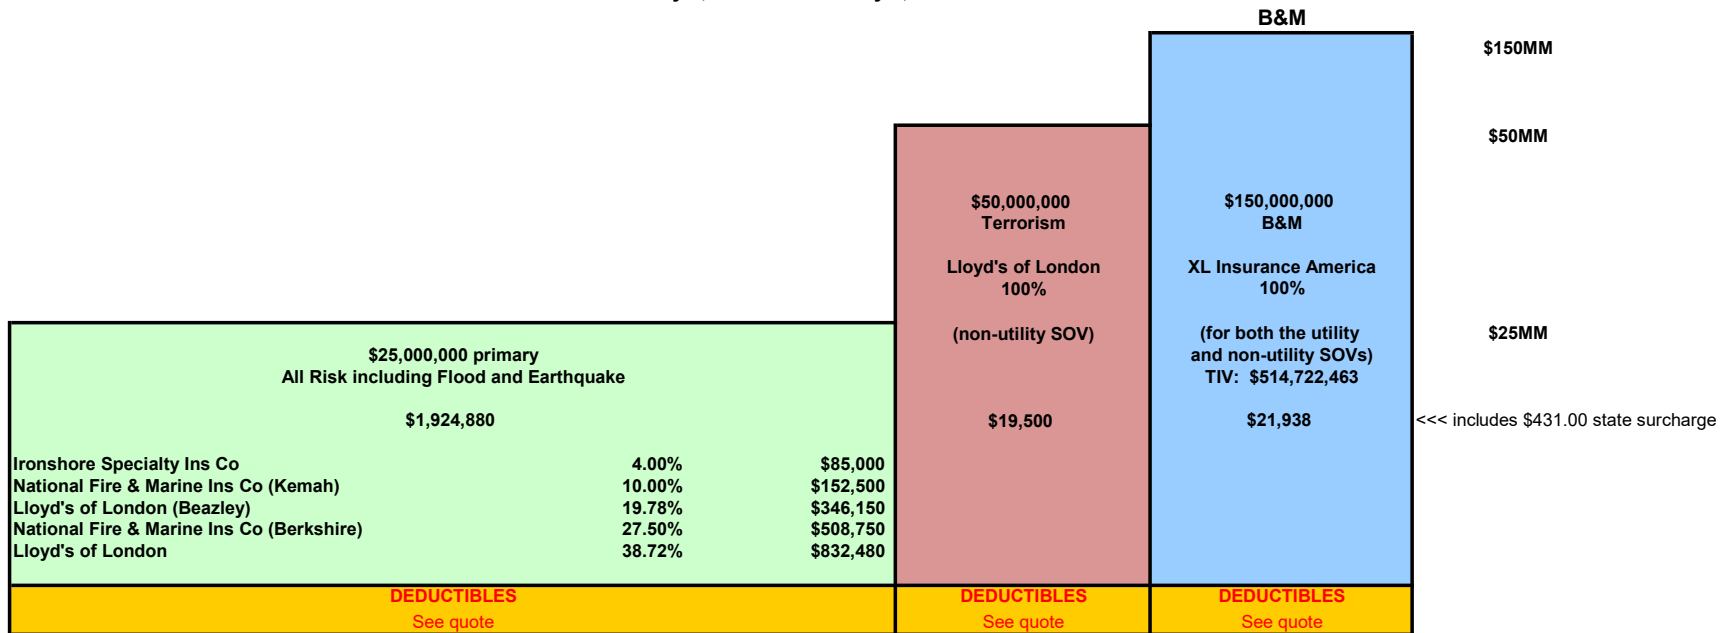 B&M
$150MM
$50MM
$50,000,000
Terrorism
Lloyd's of London
100%
(non-utility SOV)
$150,000,000
B&M
XL Insurance America
100%
(for both the utility
and non-utility SOVs)
TIV: $514,722,463
$25MM
$25,000,000 primary
All Risk including Flood and Earthquake
$1,924,880
$19,500
$21,938
<<< includes $431.00 state surcharge
Ironshore Specialty Ins Co 4.00% $85,000
National Fire & Marine Ins Co (Kemah) 10.00% $152,500
Lloyd's of London (Beazley) 19.78% $346,150
National Fire & Marine Ins Co (Berkshire) 27.50% $508,750
Lloyd's of London 38.72% $832,480
DEDUCTIBLES
See quote
DEDUCTIBLES
See quote
DEDUCTIBLES
See quote